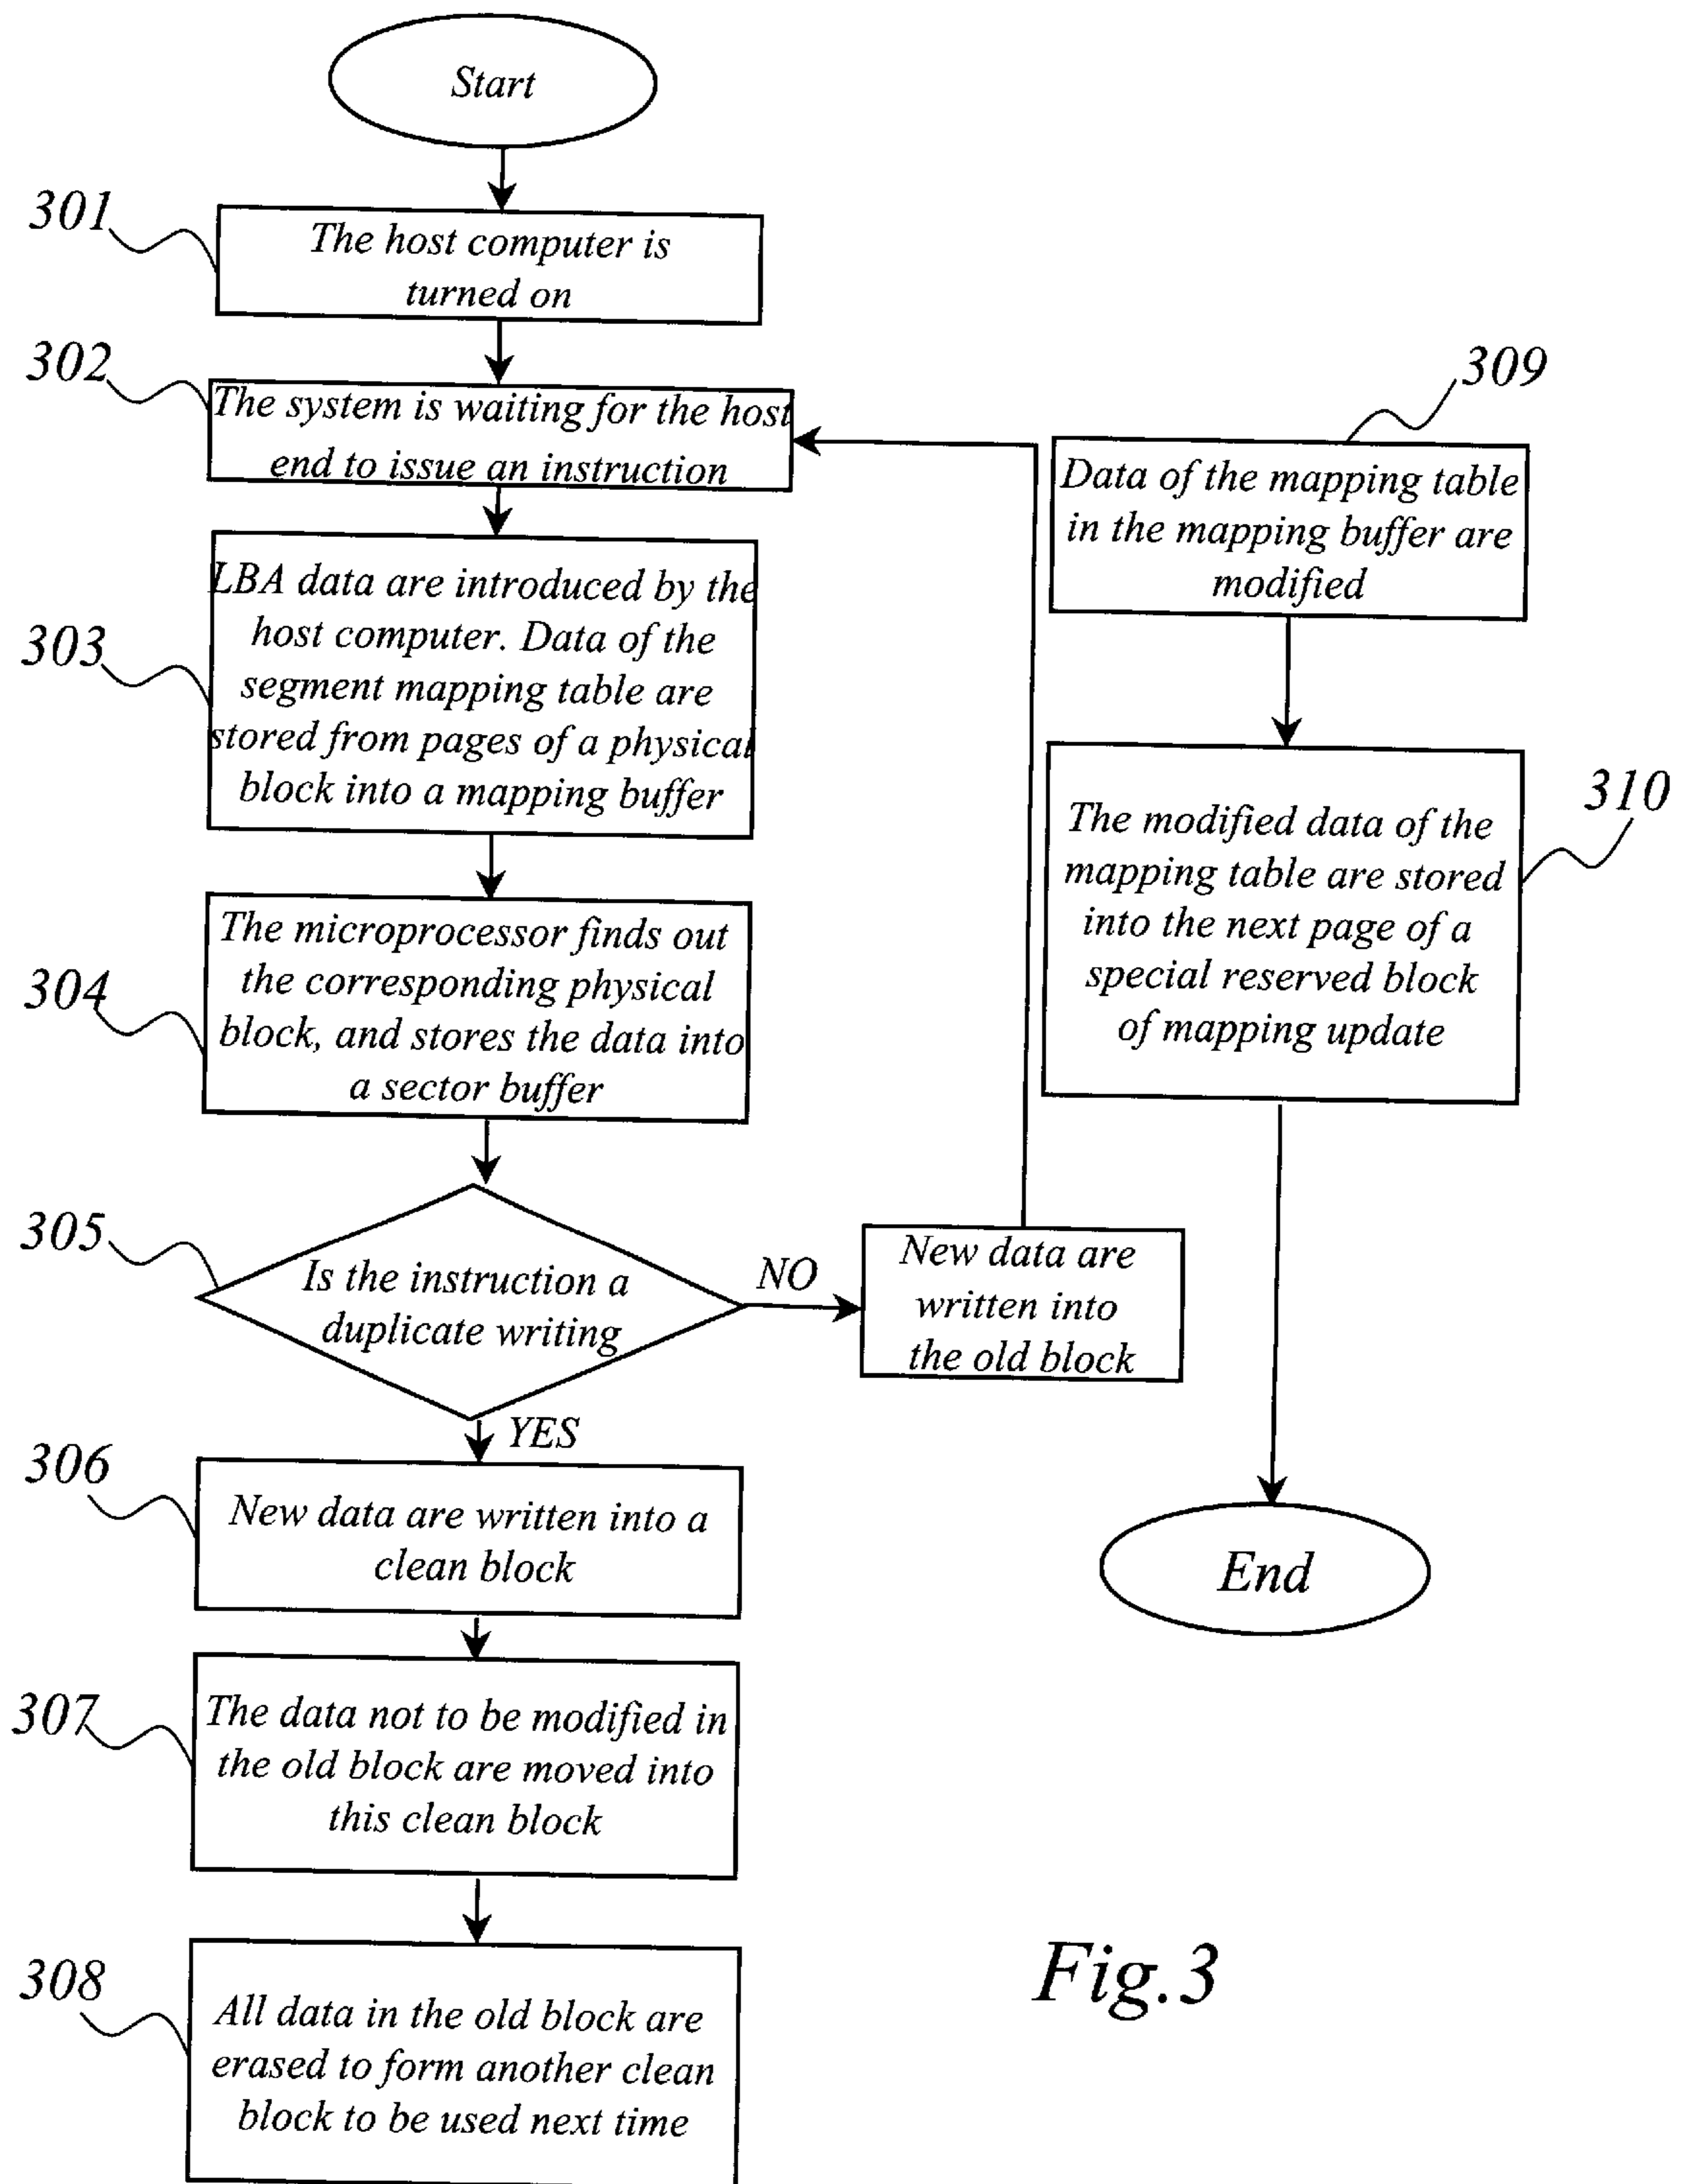 Start
301
The host computer is
turned on
302
The system is waiting for the host
end to issue an instruction
303
LBA data are introduced by the
host computer. Data of the
segment mapping table are
stored from pages of a physical
block into a mapping buffer
304
The microprocessor finds out
the corresponding physical
block, and stores the data into
a sector buffer
305
Is the instruction a
duplicate writing
NO
New data are
written into
the old block
YES
306
New data are written into a
clean block
307
The data not to be modified in
the old block are moved into
this clean block
308
All data in the old block are
erased to form another clean
block to be used next time
309
Data of the mapping table
in the mapping buffer are
modified
310
The modified data of the
mapping table are stored
into the next page of a
special reserved block
of mapping update
End
Fig.3